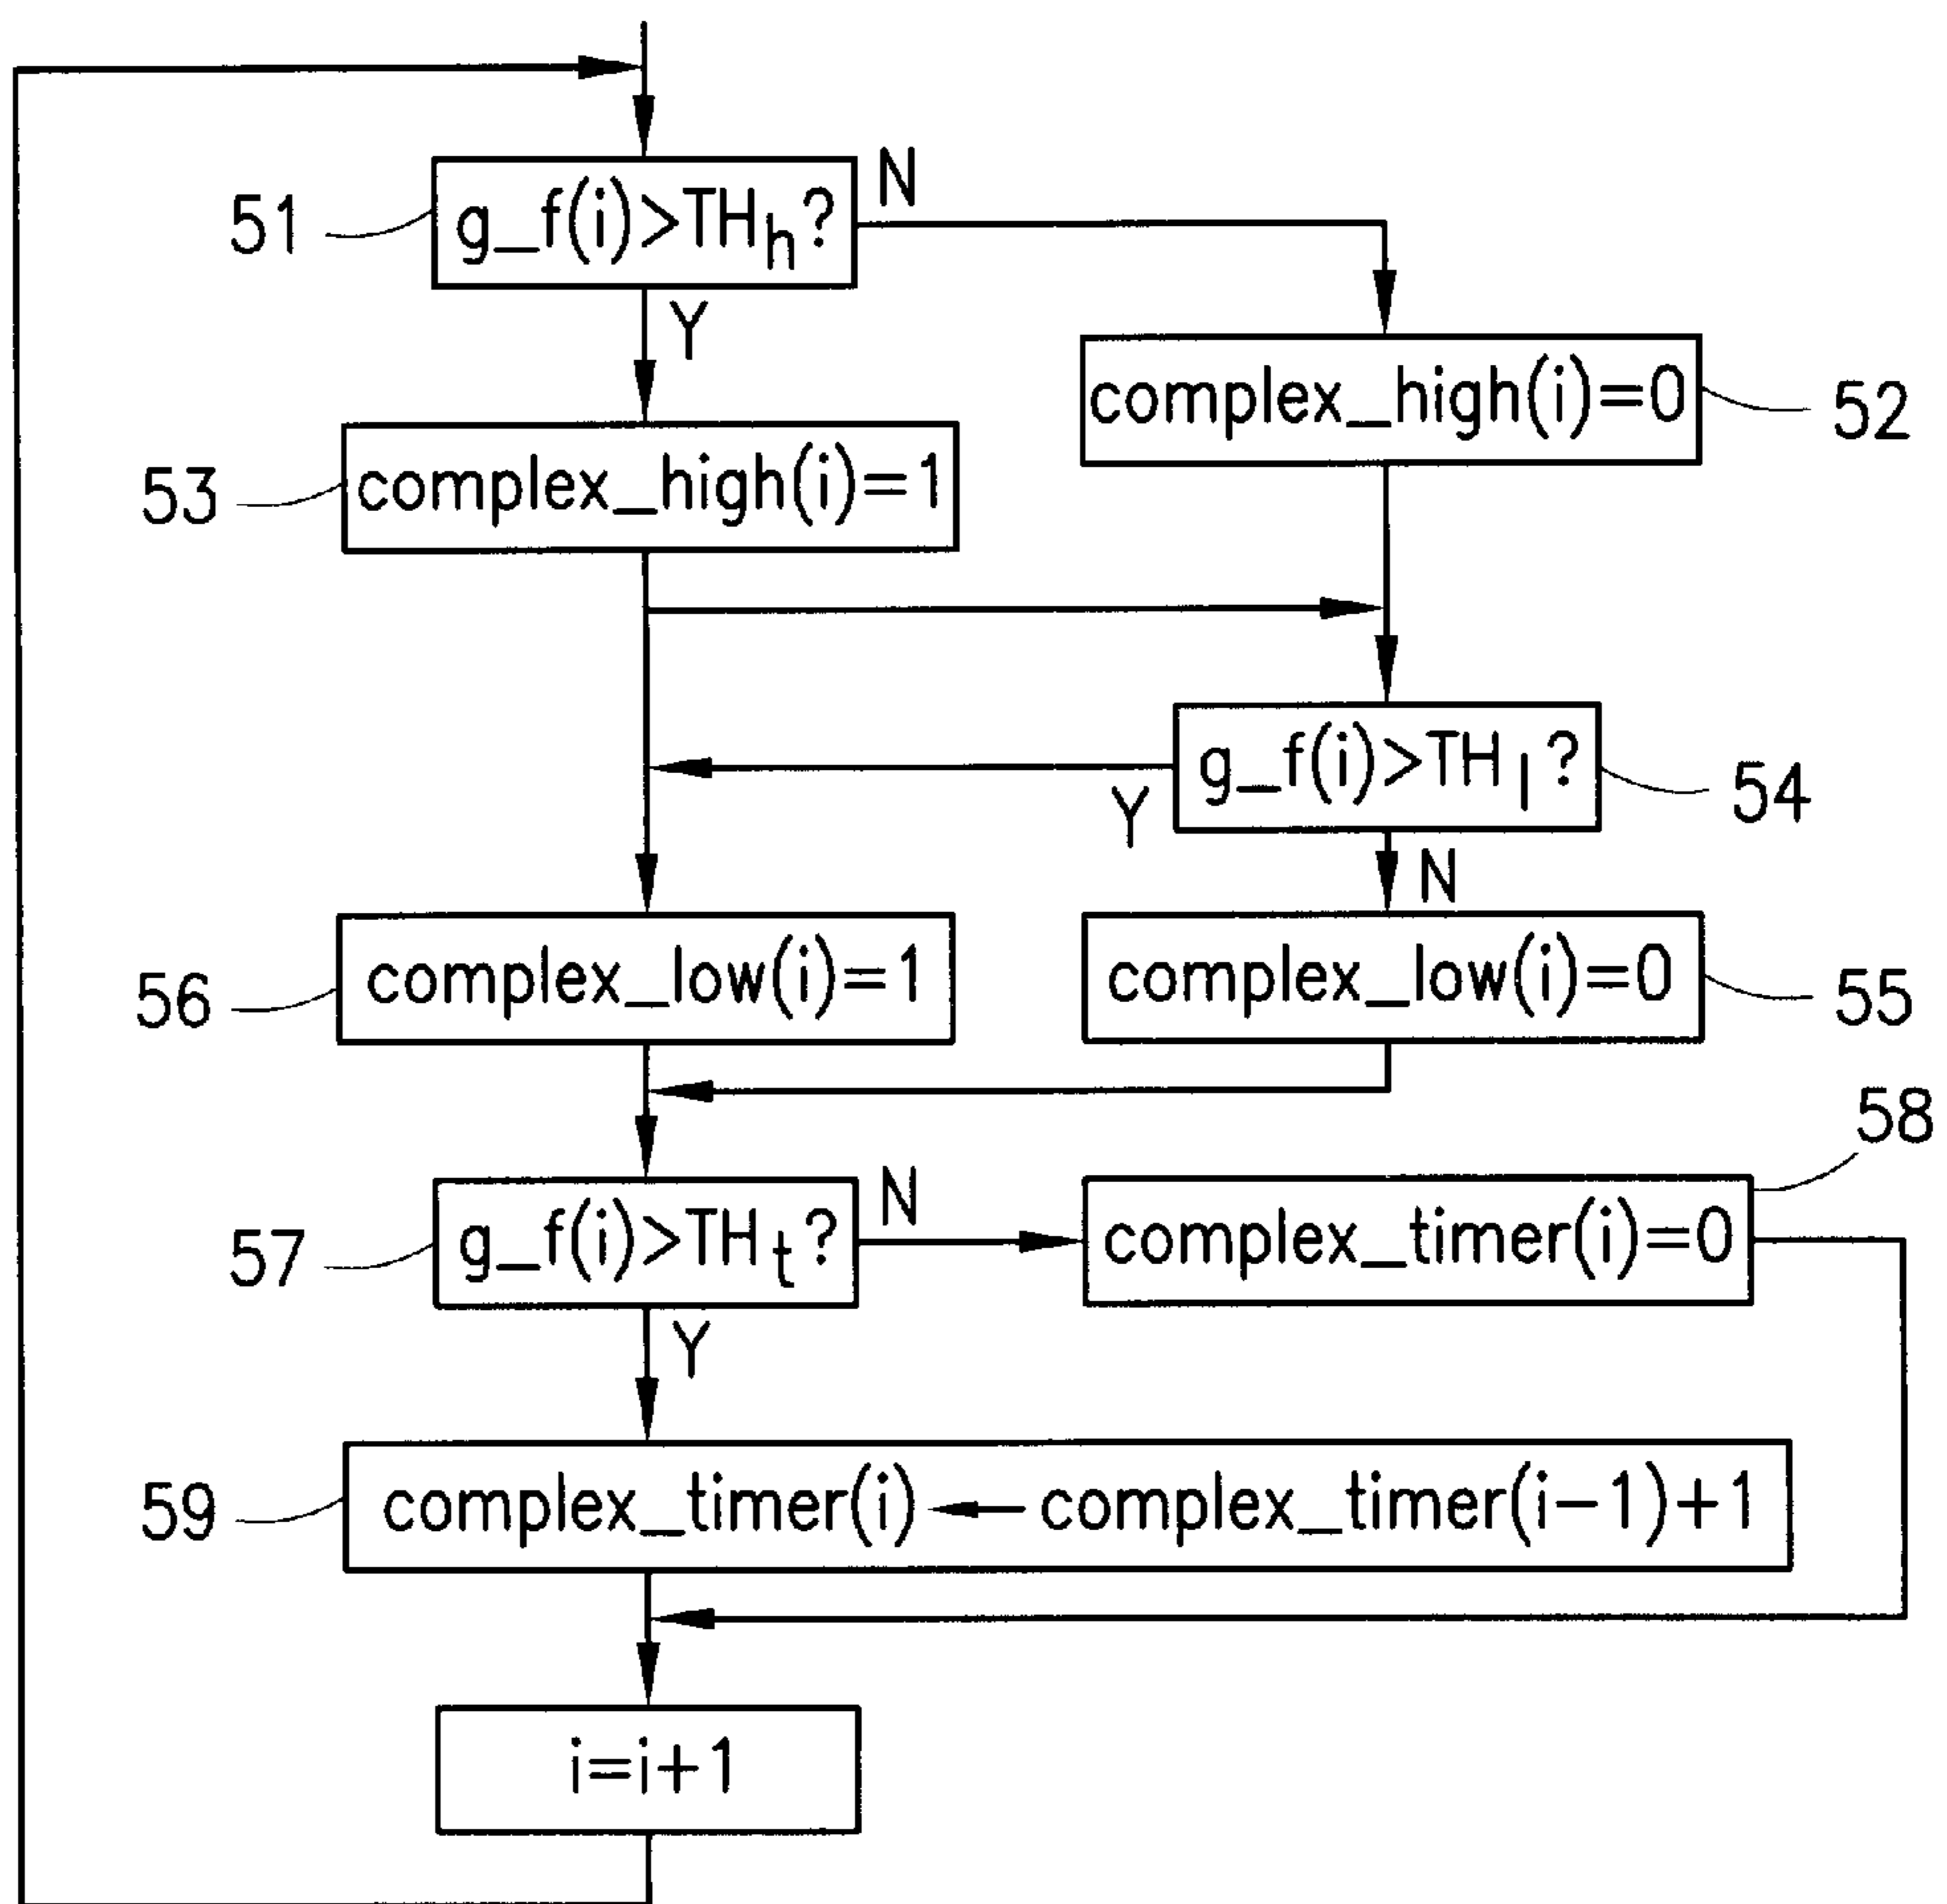 51
g_f(i)>THh?
N
Y
complex_high(i)=0
52
53
complex_high(i)=1
g_f(i)>THl?
54
Y
N
56
complex_low(i)=1
complex_low(i)=0
55
58
57
g_f(i)>THt?
N
complex_timer(i)=0
Y
59
complex_timer(i) ← complex_timer(i-1)+1
i=i+1